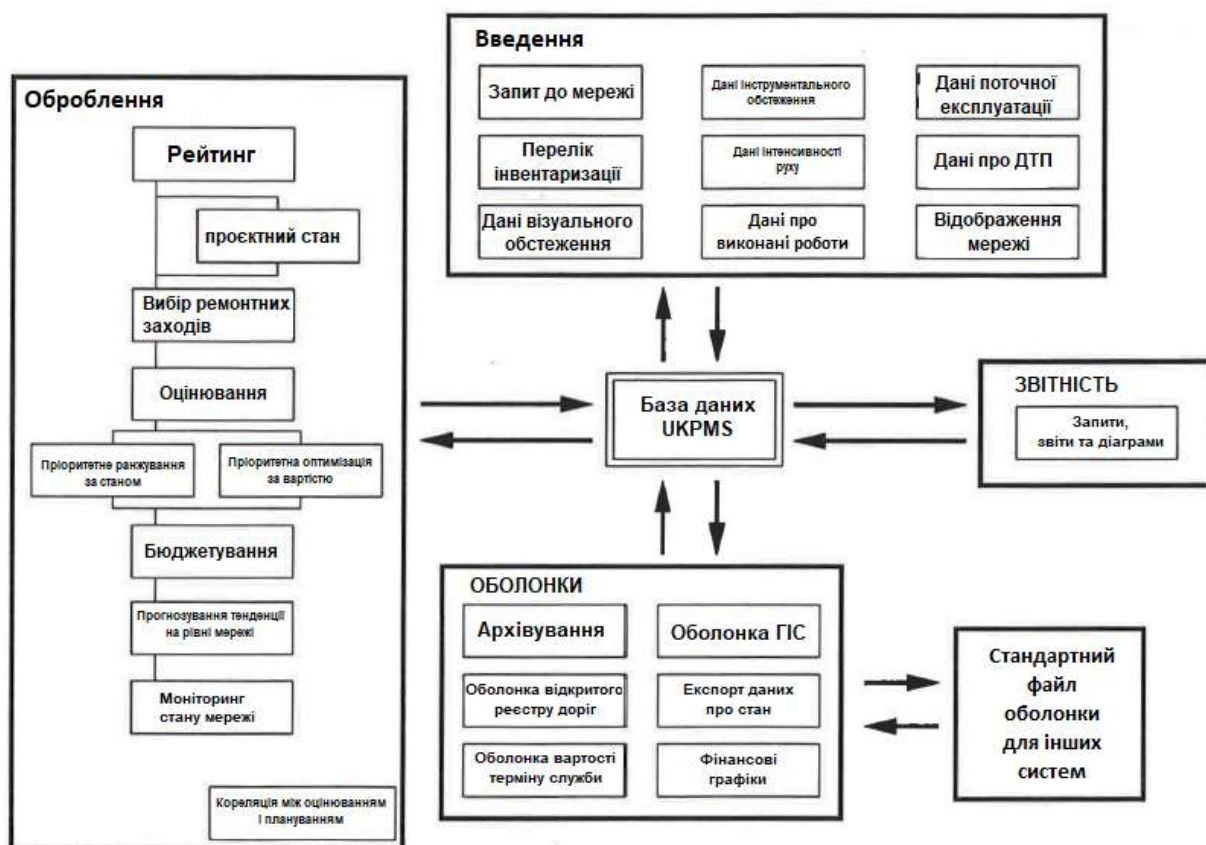 Введення
Запит до мережі
Дані інструментального
обстеження
Дані поточної
експлуатації
Перелік
інвентаризації
Дані інтенсивності
руху
Дані про ДТП
Дані візуального
обстеження
Дані про
виконані роботи
Відображення
мережі
Оброблення
Рейтинг
проєктний стан
Вибір ремонтних
заходів
Оцінювання
Пріоритетне ранжування
за станом
Пріоритетна оптимізація
за вартістю
Бюджетування
Прогнозування тенденції
на рівні мережі
Моніторинг
стану мережі
Кореляція між оцінюванням
і плануванням
База даних
UKPMS
ЗВІТНІСТЬ
Запити,
звіти та діаграми
ОБОЛОНКИ
Архівування
Оболонка ГІС
Оболонка відкритого
реєстру доріг
Експорт даних
про стан
Оболонка вартості
терміну служби
Фінансові
графіки
Стандартний
файл
оболонки
для інших
систем